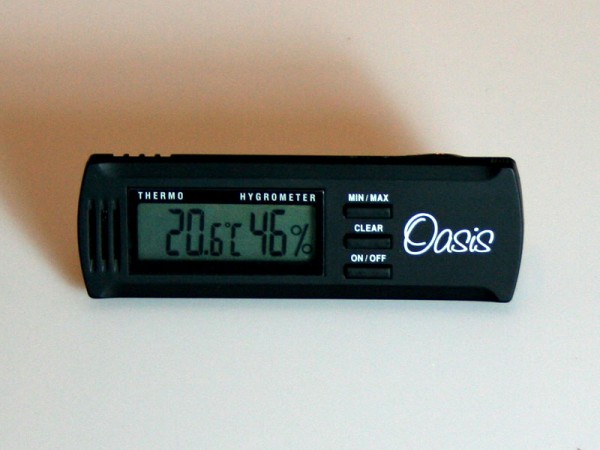 THERMO HYGROMETER
20.6℃ 46%
MIN/MAX
CLEAR
ON/OFF
Oasis